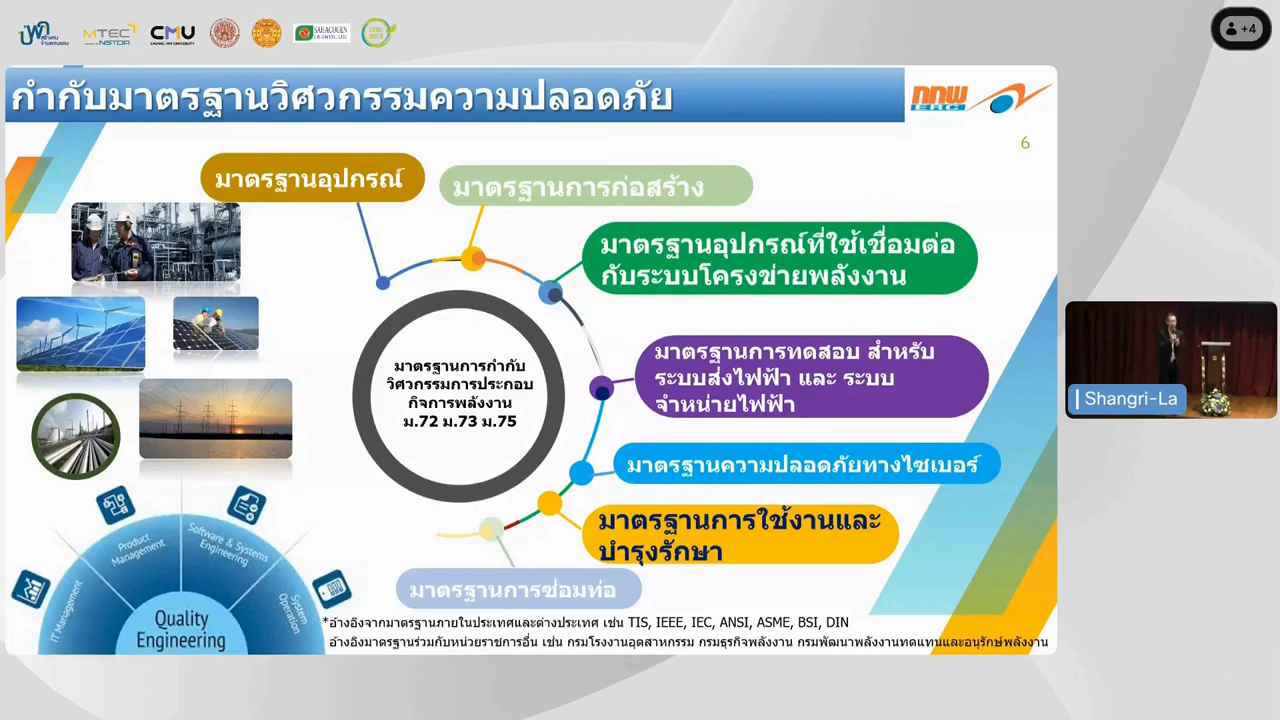 MTEC
NSTDA
CMU
SAHACOGEN
+4
กำกับมาตรฐานวิศวกรรมความปลอดภัย
กกพ
ERC
6
มาตรฐานอุปกรณ์
มาตรฐานการก่อสร้าง
มาตรฐานอุปกรณ์ที่ใช้เชื่อมต่อ
กับระบบโครงข่ายพลังงาน
มาตรฐานการกำกับ
วิศวกรรมการประกอบ
กิจการพลังงาน
ม.72 ม.73 ม.75
มาตรฐานการทดสอบ สำหรับ
ระบบส่งไฟฟ้า และ ระบบ
จำหน่ายไฟฟ้า
Shangri-La
มาตรฐานความปลอดภัยทางไซเบอร์
มาตรฐานการใช้งานและ
บำรุงรักษา
มาตรฐานการซ่อมท่อ
IT Management
Product
Management
Software & Systems
Engineering
System
Operation
Quality
Engineering
*อ้างอิงจากมาตรฐานภายในประเทศและต่างประเทศ เช่น TIS, IEEE, IEC, ANSI, ASME, BSI, DIN
อ้างอิงมาตรฐานร่วมกับหน่วยราชการอื่น เช่น กรมโรงงานอุตสาหกรรม กรมธุรกิจพลังงาน กรมพัฒนาพลังงานทดแทนและอนุรักษ์พลังงาน